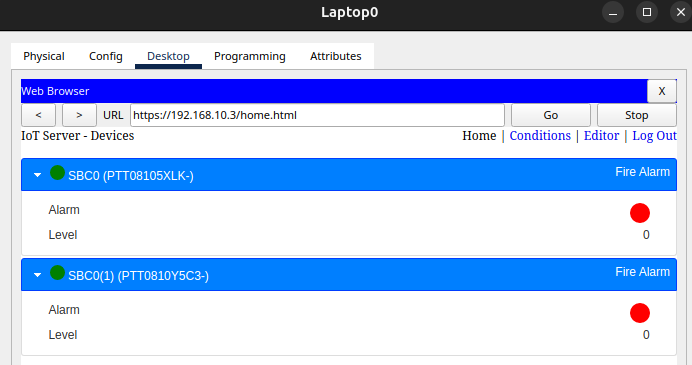 Laptop0
Physical Config Desktop Programming Attributes
Web Browser X
< > URL https://192.168.10.3/home.html Go Stop
IoT Server - Devices Home | Conditions | Editor | Log Out
SBC0 (PTT08105XLK-) Fire Alarm
Alarm
Level 0
SBC0(1) (PTT0810Y5C3-) Fire Alarm
Alarm
Level 0